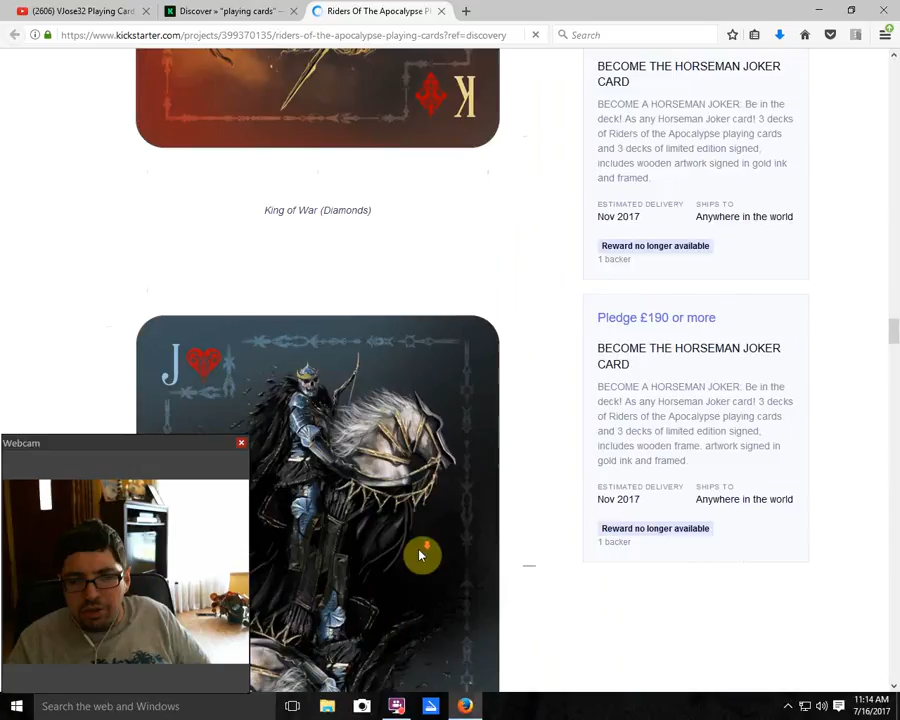 (2606) VJose32 Playing Card
Discover » "playing cards" —
Riders Of The Apocalypse Pl
https://www.kickstarter.com/projects/399370135/riders-of-the-apocalypse-playing-cards?ref=discovery
Search
K
King of War (Diamonds)
J
BECOME THE HORSEMAN JOKER
CARD
BECOME A HORSEMAN JOKER: Be in the
deck! As any Horseman Joker card! 3 decks
of Riders of the Apocalypse playing cards
and 3 decks of limited edition signed,
includes wooden artwork signed in gold ink
and framed.
ESTIMATED DELIVERY
SHIPS TO
Nov 2017
Anywhere in the world
Reward no longer available
1 backer
Pledge £190 or more
BECOME THE HORSEMAN JOKER
CARD
BECOME A HORSEMAN JOKER: Be in the
deck! As any Horseman Joker card! 3 decks
of Riders of the Apocalypse playing cards
and 3 decks of limited edition signed,
includes wooden frame. artwork signed in
gold ink and framed.
ESTIMATED DELIVERY
SHIPS TO
Nov 2017
Anywhere in the world
Reward no longer available
1 backer
Webcam
Search the web and Windows
11:14 AM
7/16/2017